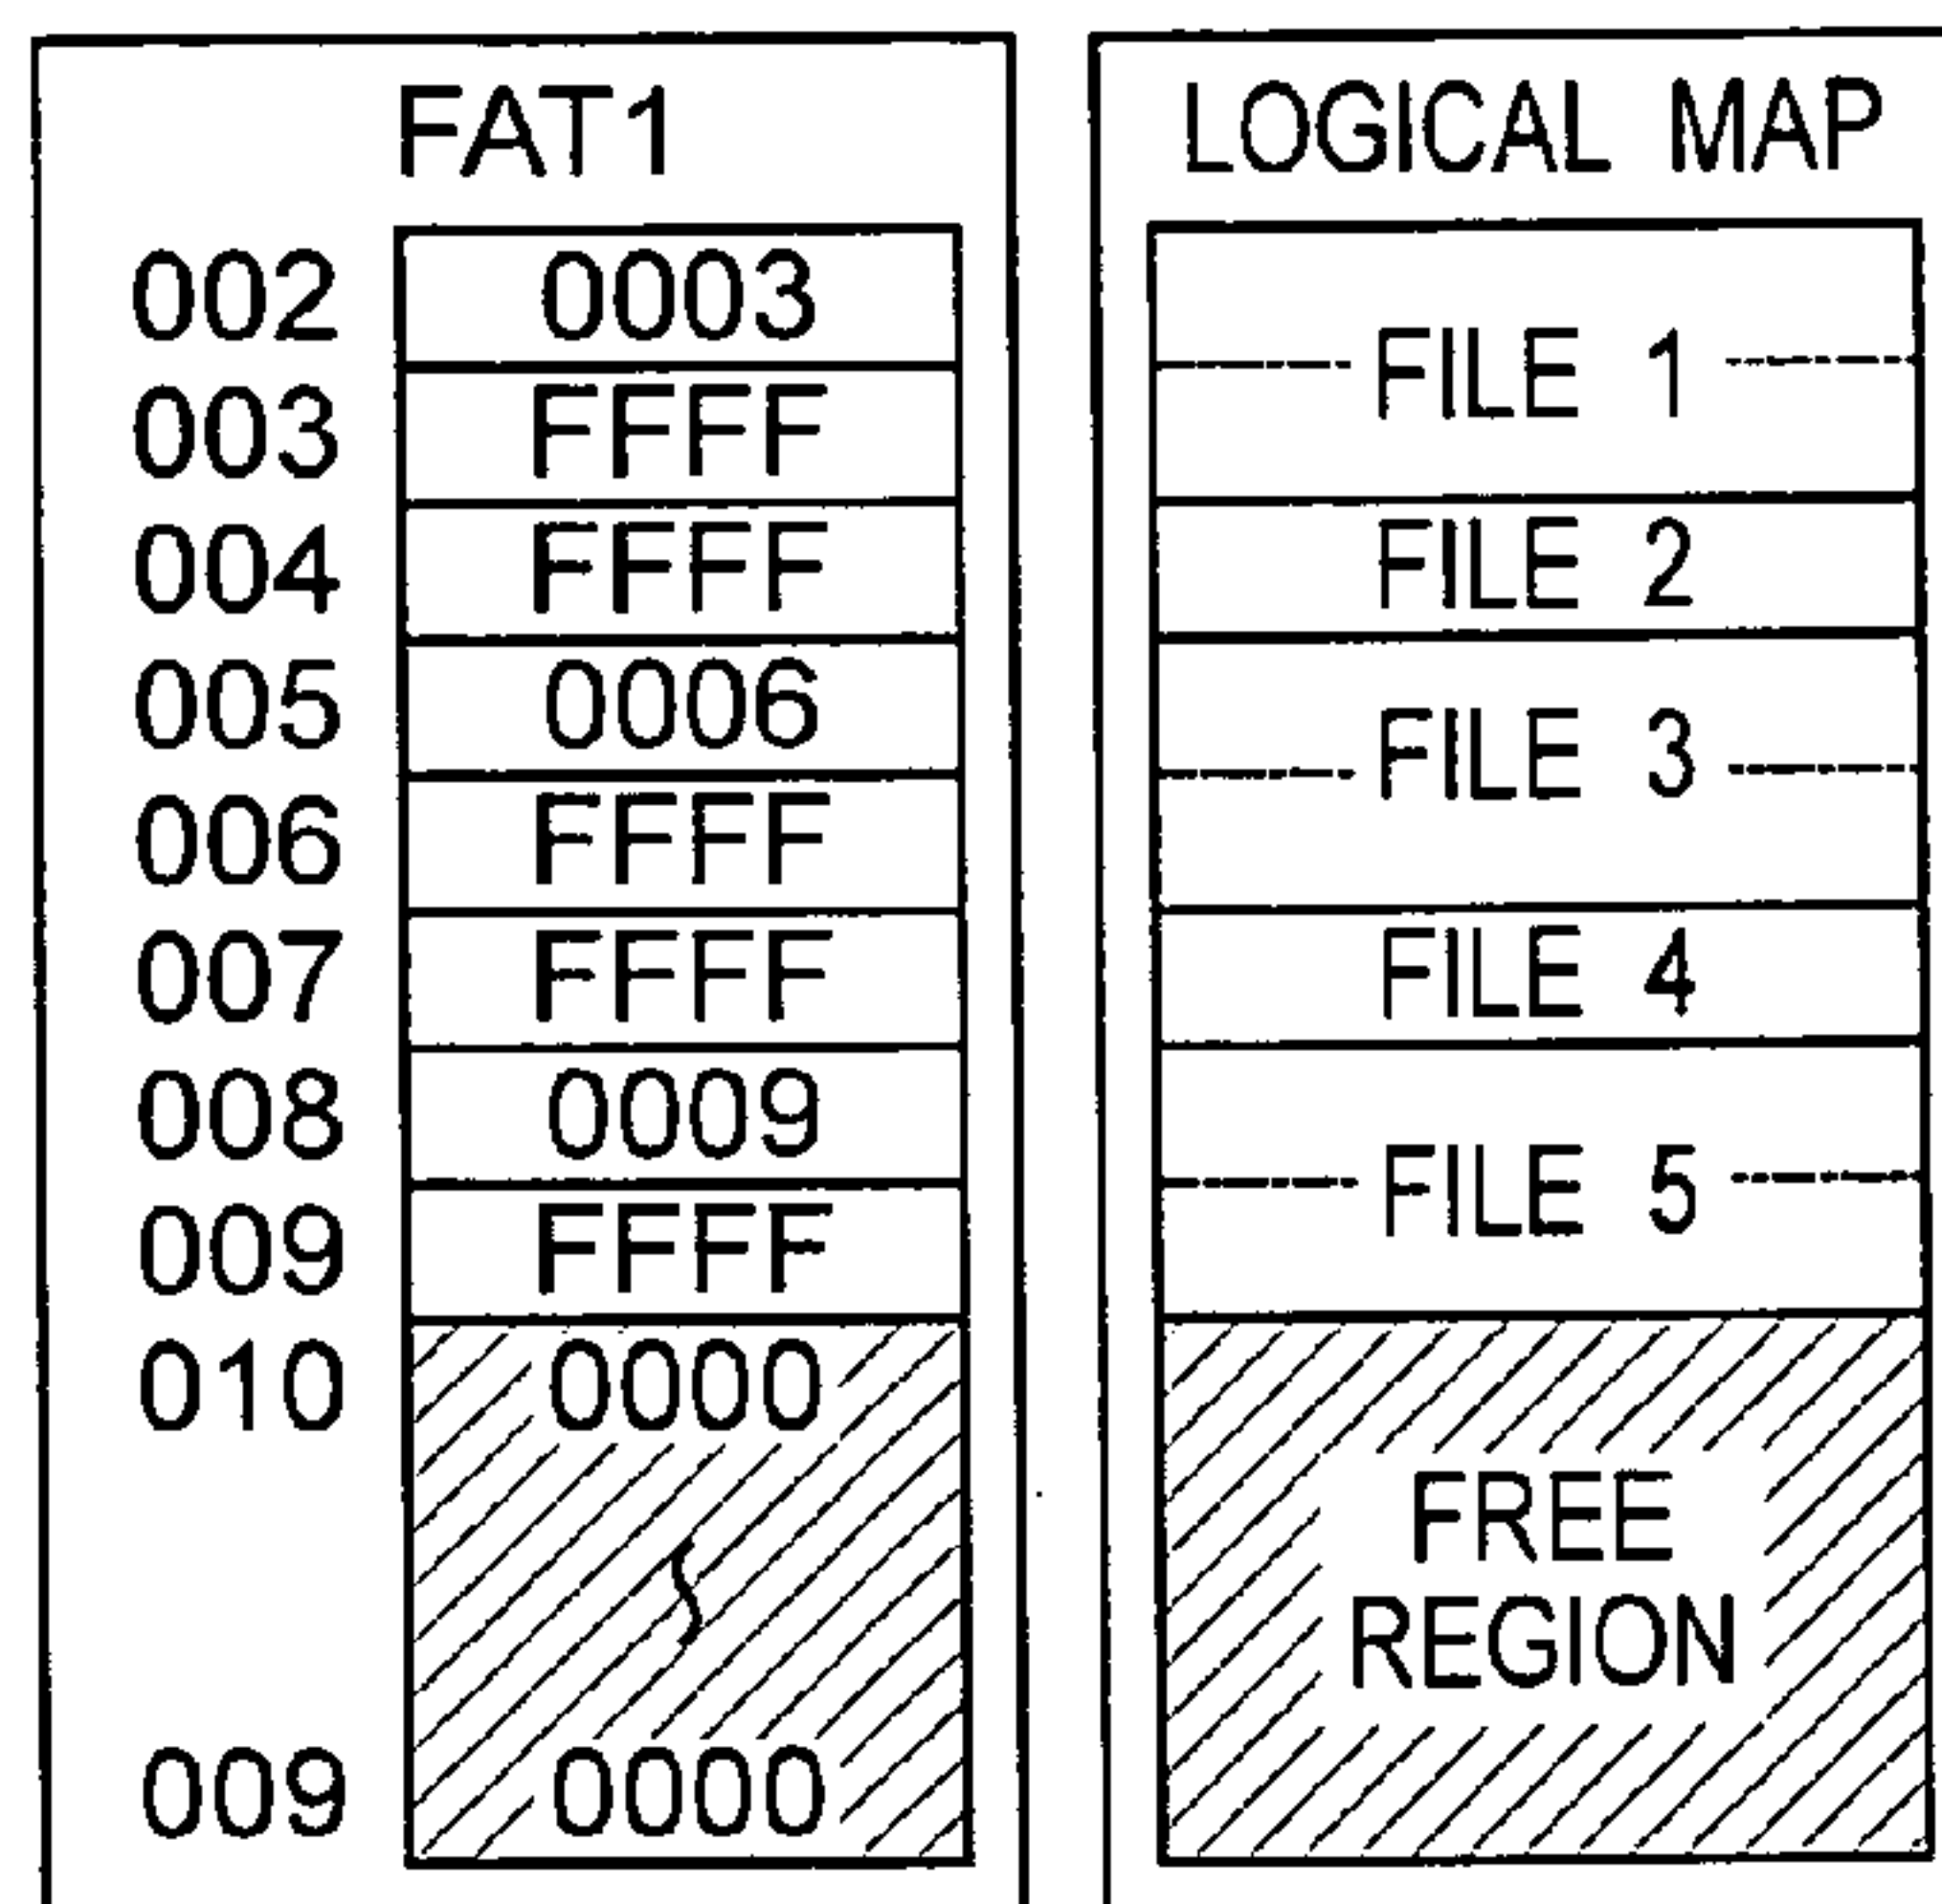 FAT1
002 0003
003 FFFF
004 FFFF
005 0006
006 FFFF
007 FFFF
008 0009
009 FFFF
010 0000
009 0000
LOGICAL MAP
FILE 1
FILE 2
FILE 3
FILE 4
FILE 5
FREE
REGION